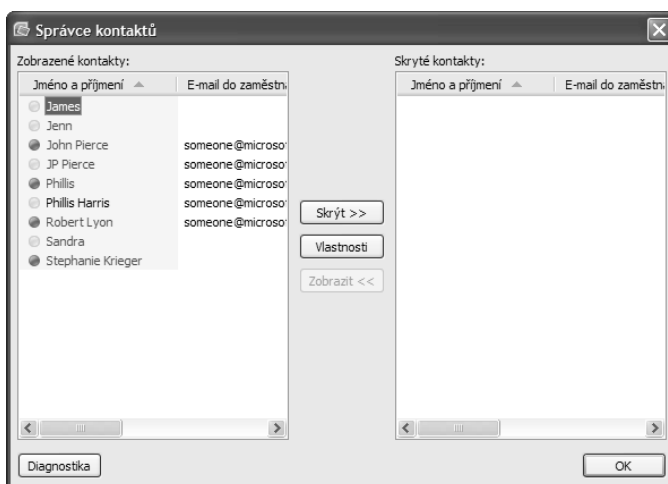 Správce kontaktů
Zobrazené kontakty:
Jméno a příjmení E-mail do zaměstn
James
Jenn
John Pierce someone@microso
JP Pierce someone@microso
Phillis someone@microso
Phillis Harris someone@microso
Robert Lyon someone@microso
Sandra
Stephanie Krieger
Skrýt >>
Vlastnosti
Zobrazit <<
Skryté kontakty:
Jméno a příjmení E-mail do zaměstn
Diagnostika
OK